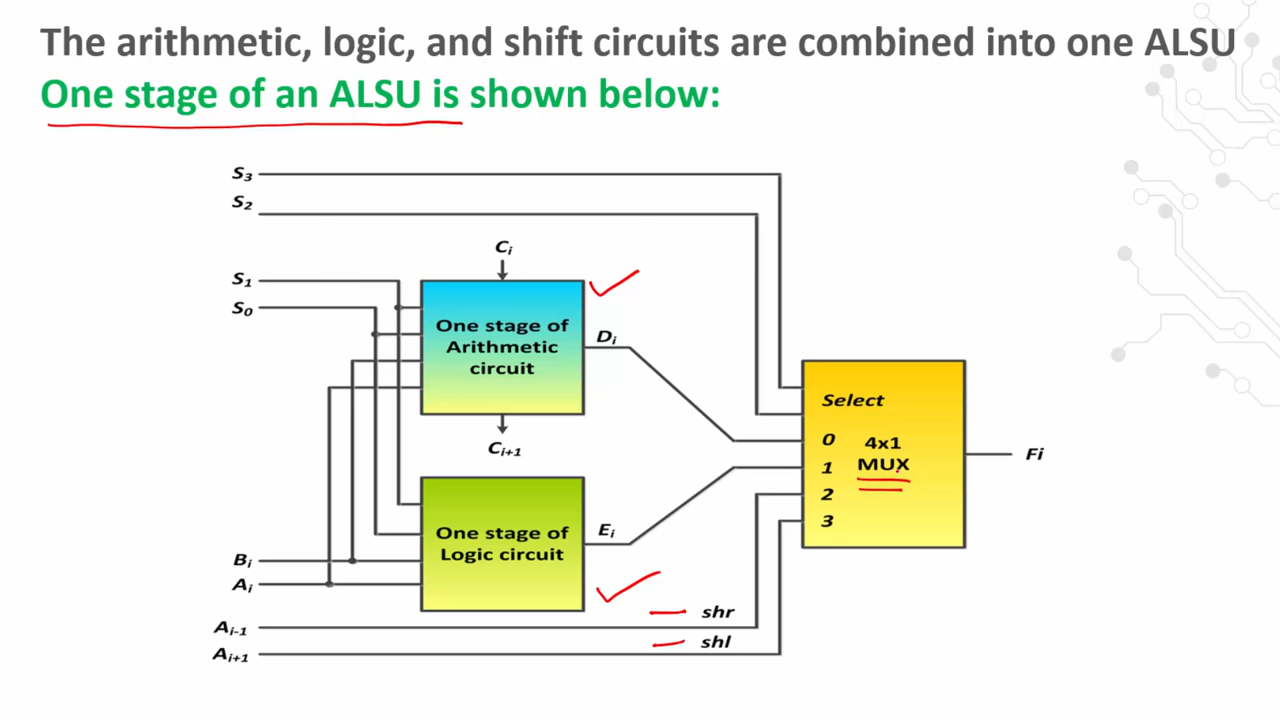 The arithmetic, logic, and shift circuits are combined into one ALSU
One stage of an ALSU is shown below:
S3
S2
Ci
S1
S0
One stage of
Arithmetic
circuit
Di
Ci+1
Select
0
4x1
MUX
1
2
3
Fi
One stage of
Logic circuit
Ei
Bi
Ai
shr
Ai-1
shl
Ai+1